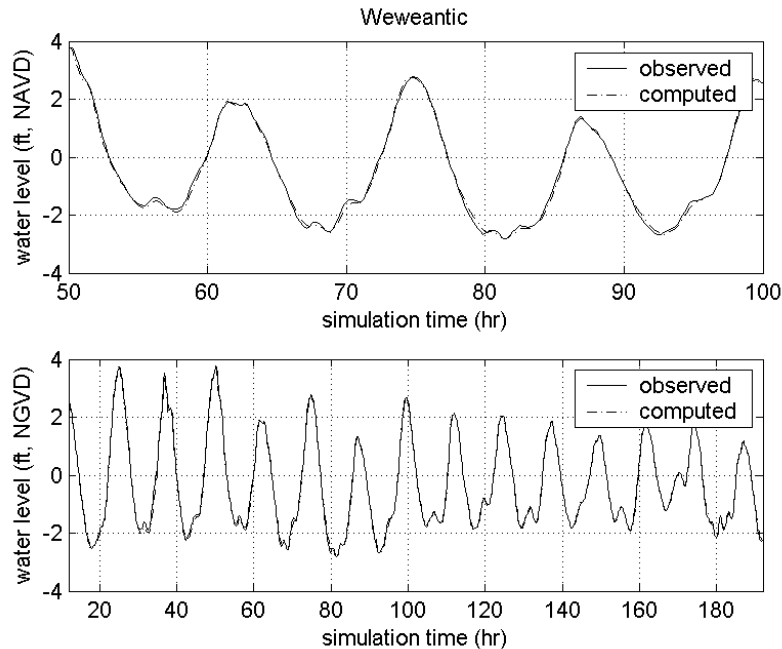 Weweantic
water level (ft, NAVD)
4
2
0
-2
-4
observed
computed
50 60 70 80 90 100
simulation time (hr)
water level (ft, NGVD)
4
2
0
-2
-4
observed
computed
20 40 60 80 100 120 140 160 180
simulation time (hr)